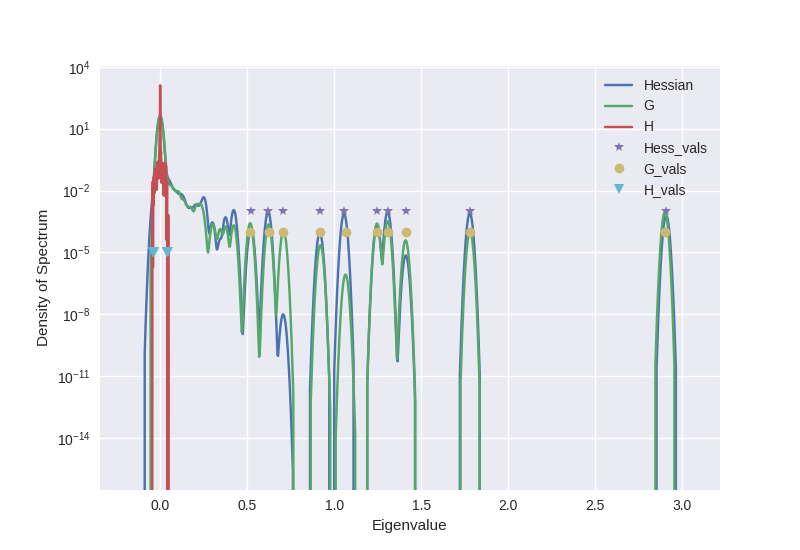 10^4
10^1
10^−2
10^−5
10^−8
10^−11
10^−14
Density of Spectrum
Hessian
G
H
Hess_vals
G_vals
H_vals
0.0 0.5 1.0 1.5 2.0 2.5 3.0
Eigenvalue